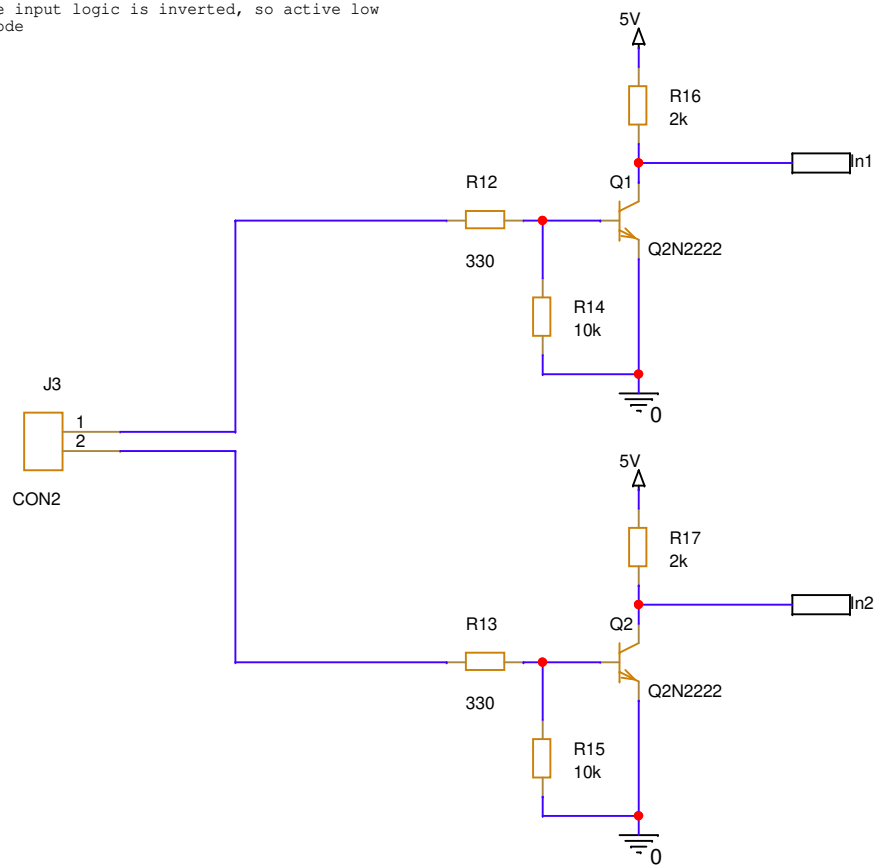 input logic is inverted, so active low
5V
R16
2k
In1
R12
Q1
330
Q2N2222
R14
10k
J3
1
2
CON2
0
5V
R17
2k
In2
R13
Q2
330
Q2N2222
R15
10k
0